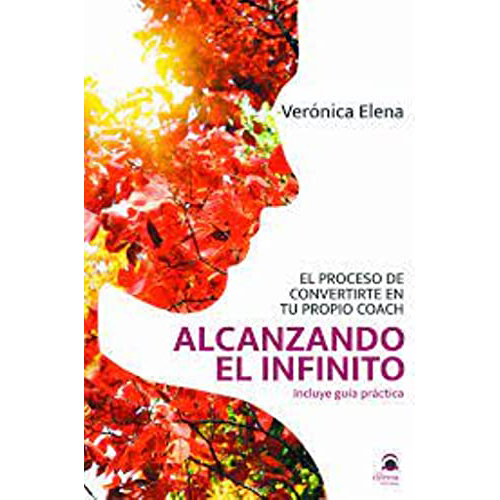 Verónica Elena
EL PROCESO DE
CONVERTIRTE EN
TU PROPIO COACH
ALCANZANDO
EL INFINITO
Incluye guía práctica